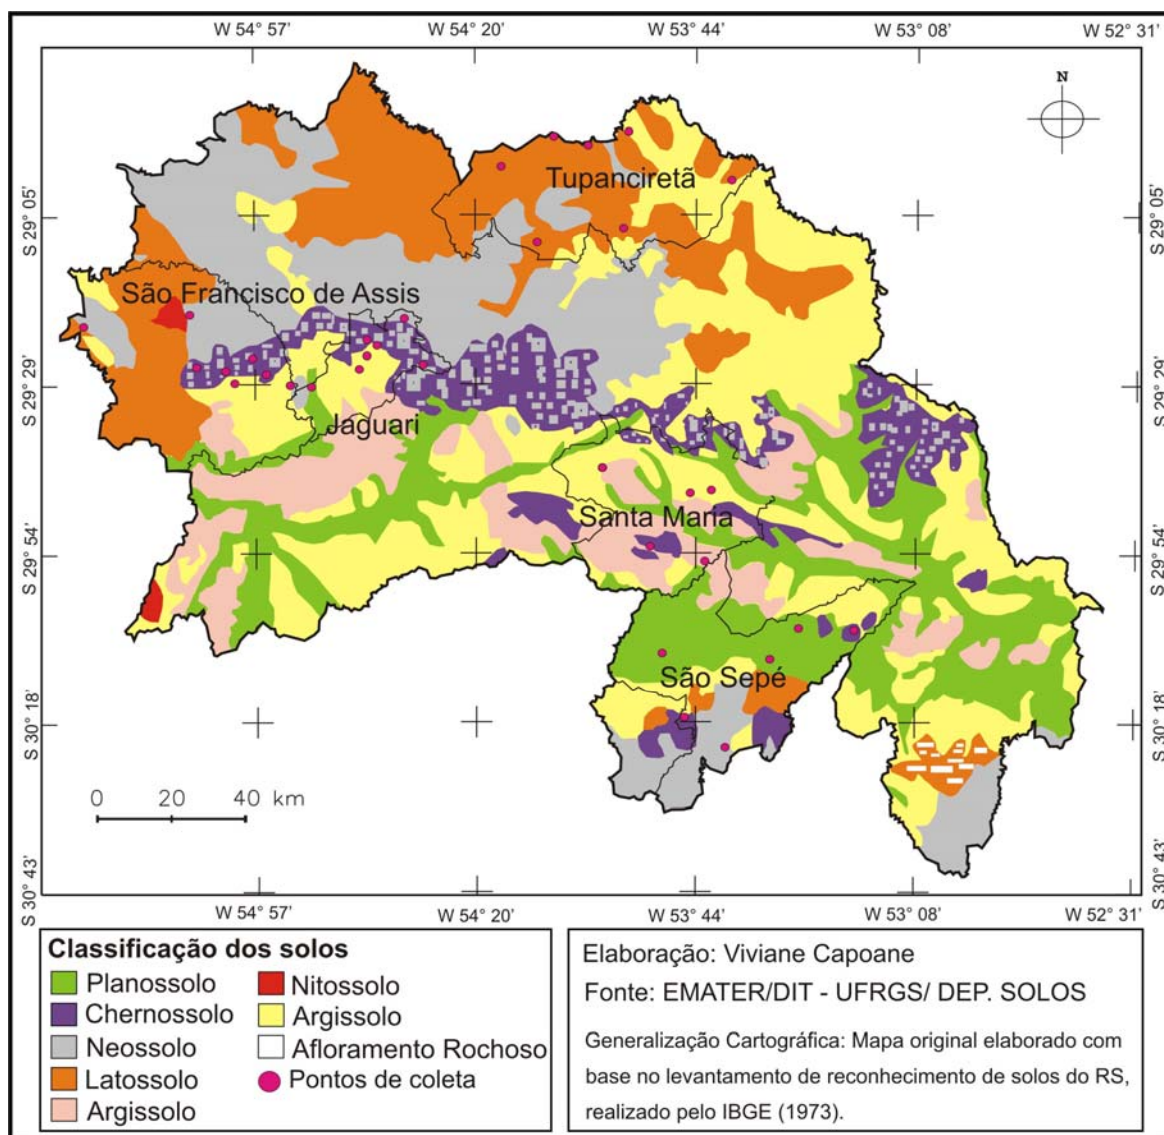 W 54° 57' W 54° 20' W 53° 44' W 53° 08' W 52° 31'
N
Tupanciretã
S 29° 05' S 29° 05'
São Francisco de Assis
S 29° 29' S 29° 29'
Jaguari
Santa Maria
S 29° 54' S 29° 54'
São Sepé
S 30° 18' S 30° 18'
0 20 40 km
S 30° 43' S 30° 43'
W 54° 57' W 54° 20' W 53° 44' W 53° 08' W 52° 31'
Classificação dos solos
Planossolo
Chernossolo
Neossolo
Latossolo
Argissolo
Nitossolo
Argissolo
Afloramento Rochoso
Pontos de coleta
Elaboração: Viviane Capoane
Fonte: EMATER/DIT - UFRGS/ DEP. SOLOS
Generalização Cartográfica: Mapa original elaborado com
base no levantamento de reconhecimento de solos do RS,
realizado pelo IBGE (1973).